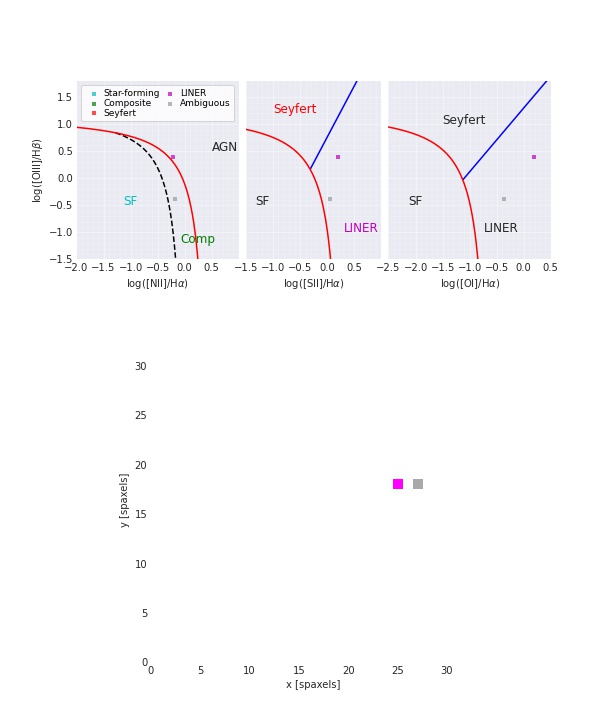 Star-forming
Composite
Seyfert
LINER
Ambiguous
log([OIII]/Hβ)
1.5
1.0
0.5
0.0
−0.5
−1.0
−1.5
AGN
SF
Comp
−2.0 −1.5 −1.0 −0.5 0.0 0.5
log([NII]/Hα)
Seyfert
SF
LINER
−1.0 −0.5 0.0 0.5
log([SII]/Hα)
Seyfert
SF
LINER
−2.5 −2.0 −1.5 −1.0 −0.5 0.0 0.5
log([OI]/Hα)
30
25
20
15
10
5
0
y [spaxels]
0 5 10 15 20 25 30
x [spaxels]